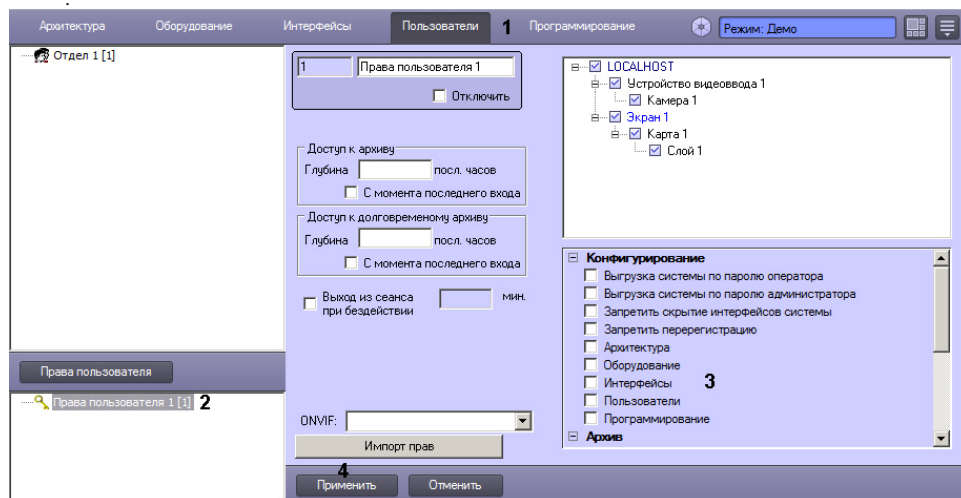 Архитектура Оборудование Интерфейсы Пользователи 1 Программирование Режим: Демо
Отдел 1 [1]
1 Права пользователя 1
Отключить
Доступ к архиву
Глубина посл. часов
С момента последнего входа
Доступ к долговременому архиву
Глубина посл. часов
С момента последнего входа
Выход из сеанса при бездействии мин.
LOCALHOST
Устройство видеоввода 1
Камера 1
Экран 1
Карта 1
Слой 1
Конфигурирование
Выгрузка системы по паролю оператора
Выгрузка системы по паролю администратора
Запретить скрытие интерфейсов системы
Запретить перерегистрацию
Архитектура
Оборудование
Интерфейсы 3
Пользователи
Программирование
Архив
Права пользователя
Права пользователя 1 [1] 2
ONVIF:
Импорт прав
4
Применить Отменить